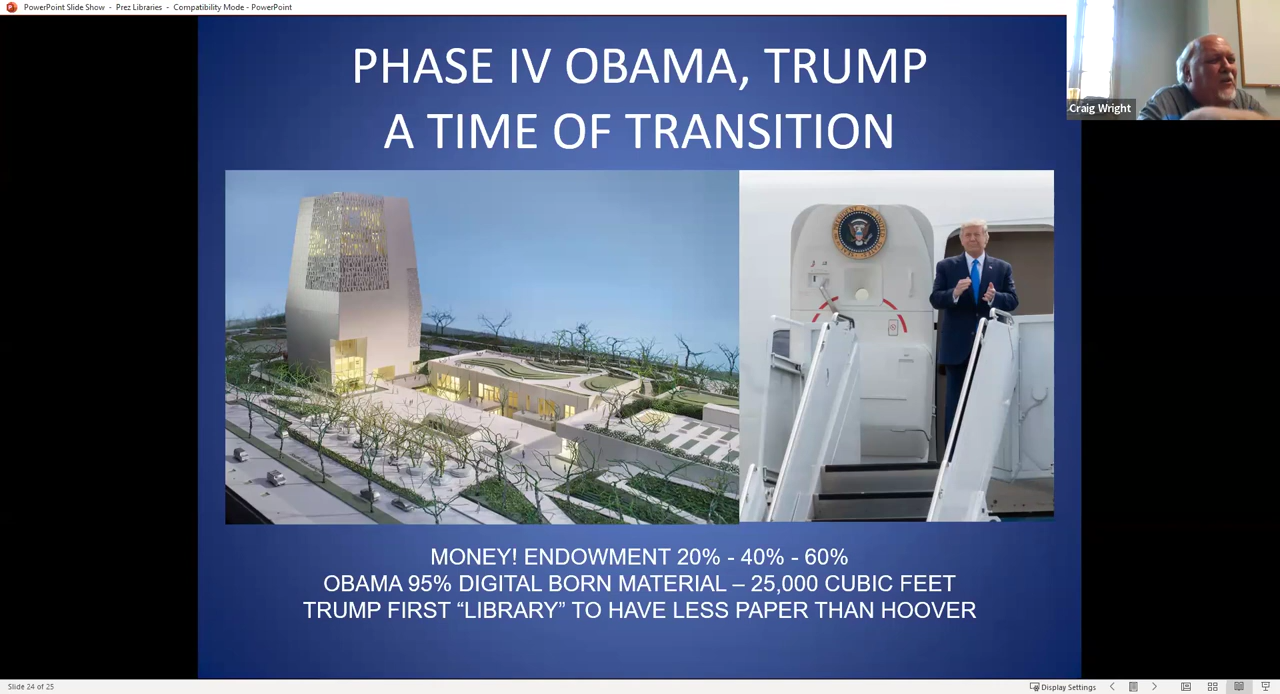 PowerPoint Slide Show - Prez Libraries - Compatibility Mode - PowerPoint
PHASE IV OBAMA, TRUMP
A TIME OF TRANSITION
Craig Wright
MONEY! ENDOWMENT 20% - 40% - 60%
OBAMA 95% DIGITAL BORN MATERIAL – 25,000 CUBIC FEET
TRUMP FIRST “LIBRARY” TO HAVE LESS PAPER THAN HOOVER
Slide 24 of 25
Display Settings